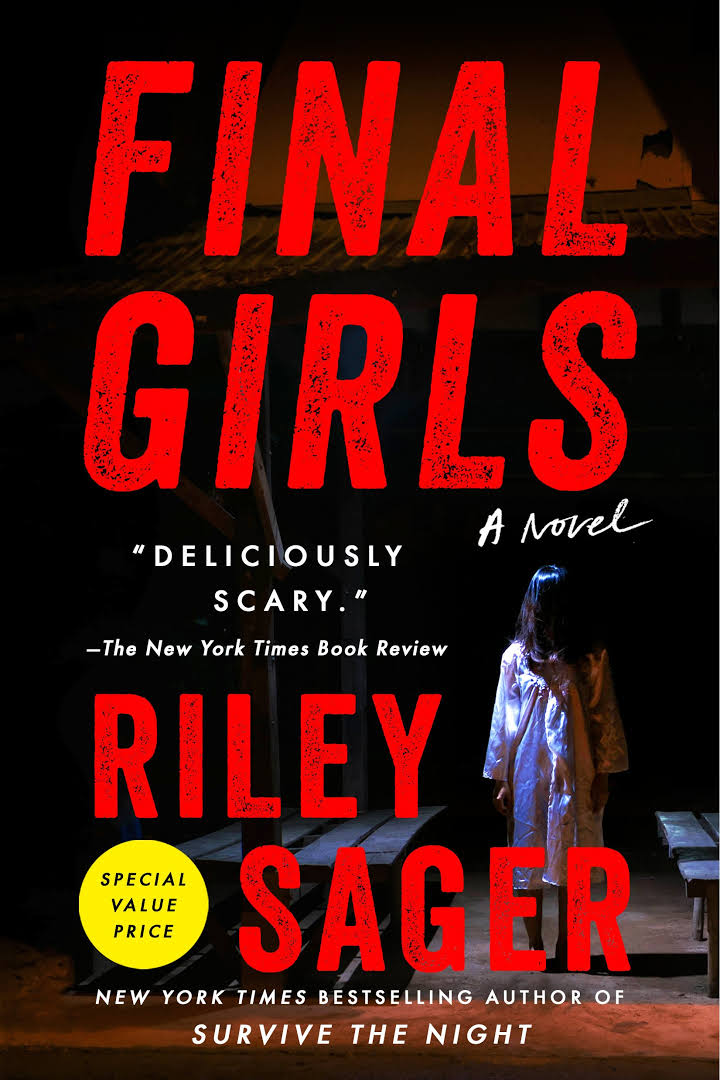 FINAL
GIRLS
A Novel
"DELICIOUSLY
SCARY."
—The New York Times Book Review
RILEY
SAGER
SPECIAL
VALUE
PRICE
NEW YORK TIMES BESTSELLING AUTHOR OF
SURVIVE THE NIGHT